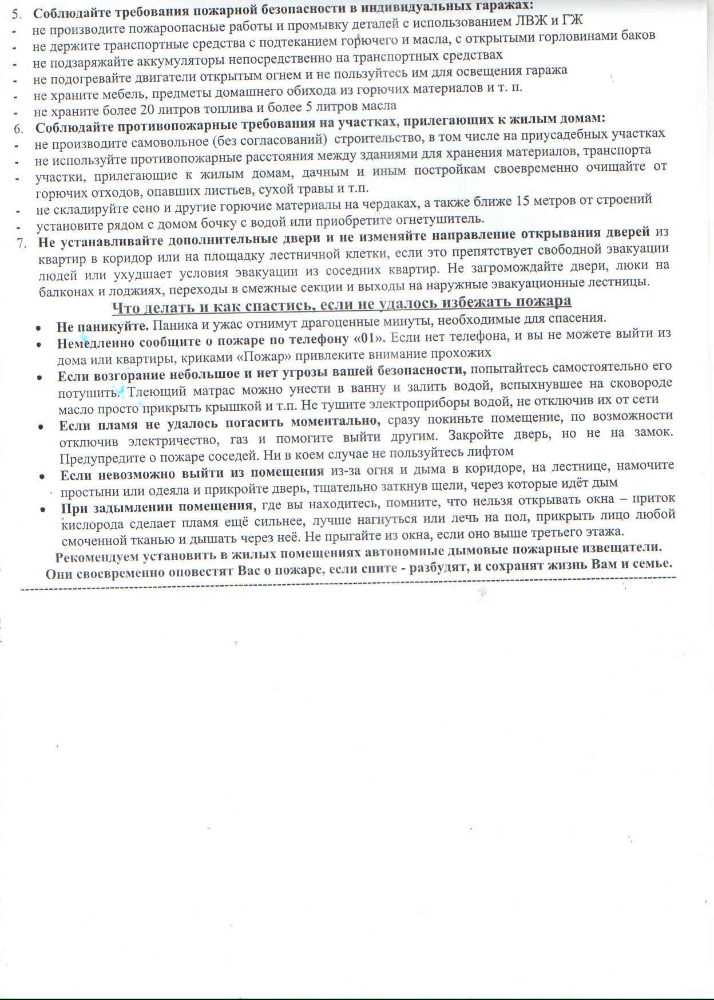 5. Соблюдайте требования пожарной безопасности в индивидуальных гаражах:
- не производите пожароопасные работы и промывку деталей с использованием ЛВЖ и ГЖ
- не держите транспортные средства с подтеканием горючего и масла, с открытыми горловинами баков
- не подзаряжайте аккумуляторы непосредственно на транспортных средствах
- не подогревайте двигатели открытым огнем и не пользуйтесь им для освещения гаража
- не храните мебель, предметы домашнего обихода из горючих материалов и т. п.
- не храните более 20 литров топлива и более 5 литров масла
6. Соблюдайте противопожарные требования на участках, прилегающих к жилым домам:
- не производите самовольное (без согласований) строительство, в том числе на приусадебных участках
- не используйте противопожарные расстояния между зданиями для хранения материалов, транспорта
- участки, прилегающие к жилым домам, дачным и иным постройкам своевременно очищайте от
горючих отходов, опавших листьев, сухой травы и т.п.
- не складируйте сено и другие горючие материалы на чердаках, а также ближе 15 метров от строений
- установите рядом с домом бочку с водой или приобретите огнетушитель.
7. Не устанавливайте дополнительные двери и не изменяйте направление открывания дверей из
квартир в коридор или на площадку лестничной клетки, если это препятствует свободной эвакуации
людей или ухудшает условия эвакуации из соседних квартир. Не загромождайте двери, люки на
балконах и лоджиях, переходы в смежные секции и выходы на наружные эвакуационные лестницы.
Что делать и как спастись, если не удалось избежать пожара
• Не паникуйте. Паника и ужас отнимут драгоценные минуты, необходимые для спасения.
• Немедленно сообщите о пожаре по телефону «01». Если нет телефона, и вы не можете выйти из
дома или квартиры, криками «Пожар» привлеките внимание прохожих
• Если возгорание небольшое и нет угрозы вашей безопасности, попытайтесь самостоятельно его
потушить. Тлеющий матрас можно унести в ванну и залить водой, вспыхнувшее на сковороде
масло просто прикрыть крышкой и т.п. Не тушите электроприборы водой, не отключив их от сети
• Если пламя не удалось погасить моментально, сразу покиньте помещение, по возможности
отключив электричество, газ и помогите выйти другим. Закройте дверь, но не на замок.
Предупредите о пожаре соседей. Ни в коем случае не пользуйтесь лифтом
• Если невозможно выйти из помещения из-за огня и дыма в коридоре, на лестнице, намочите
простыни или одеяла и прикройте дверь, тщательно заткнув щели, через которые идёт дым
• При задымлении помещения, где вы находитесь, помните, что нельзя открывать окна – приток
кислорода сделает пламя ещё сильнее, лучше нагнуться или лечь на пол, прикрыть лицо любой
смоченной тканью и дышать через неё. Не прыгайте из окна, если оно выше третьего этажа.
Рекомендуем установить в жилых помещениях автономные дымовые пожарные извещатели.
Они своевременно оповестят Вас о пожаре, если спите - разбудят, и сохранят жизнь Вам и семье.